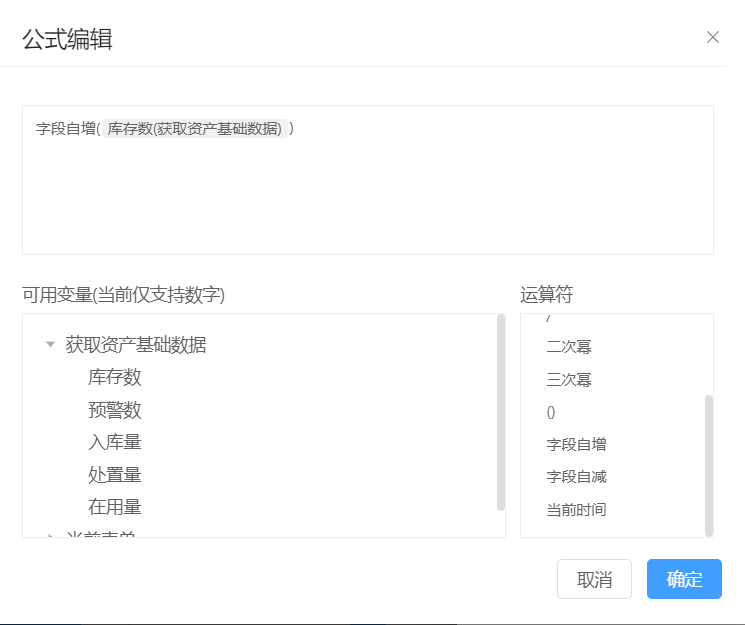 公式编辑
字段自增( 库存数(获取资产基础数据) )
可用变量(当前仅支持数字)
获取资产基础数据
库存数
预警数
入库量
处置量
在用量
运算符
/
二次幂
三次幂
()
字段自增
字段自减
当前时间
取消
确定